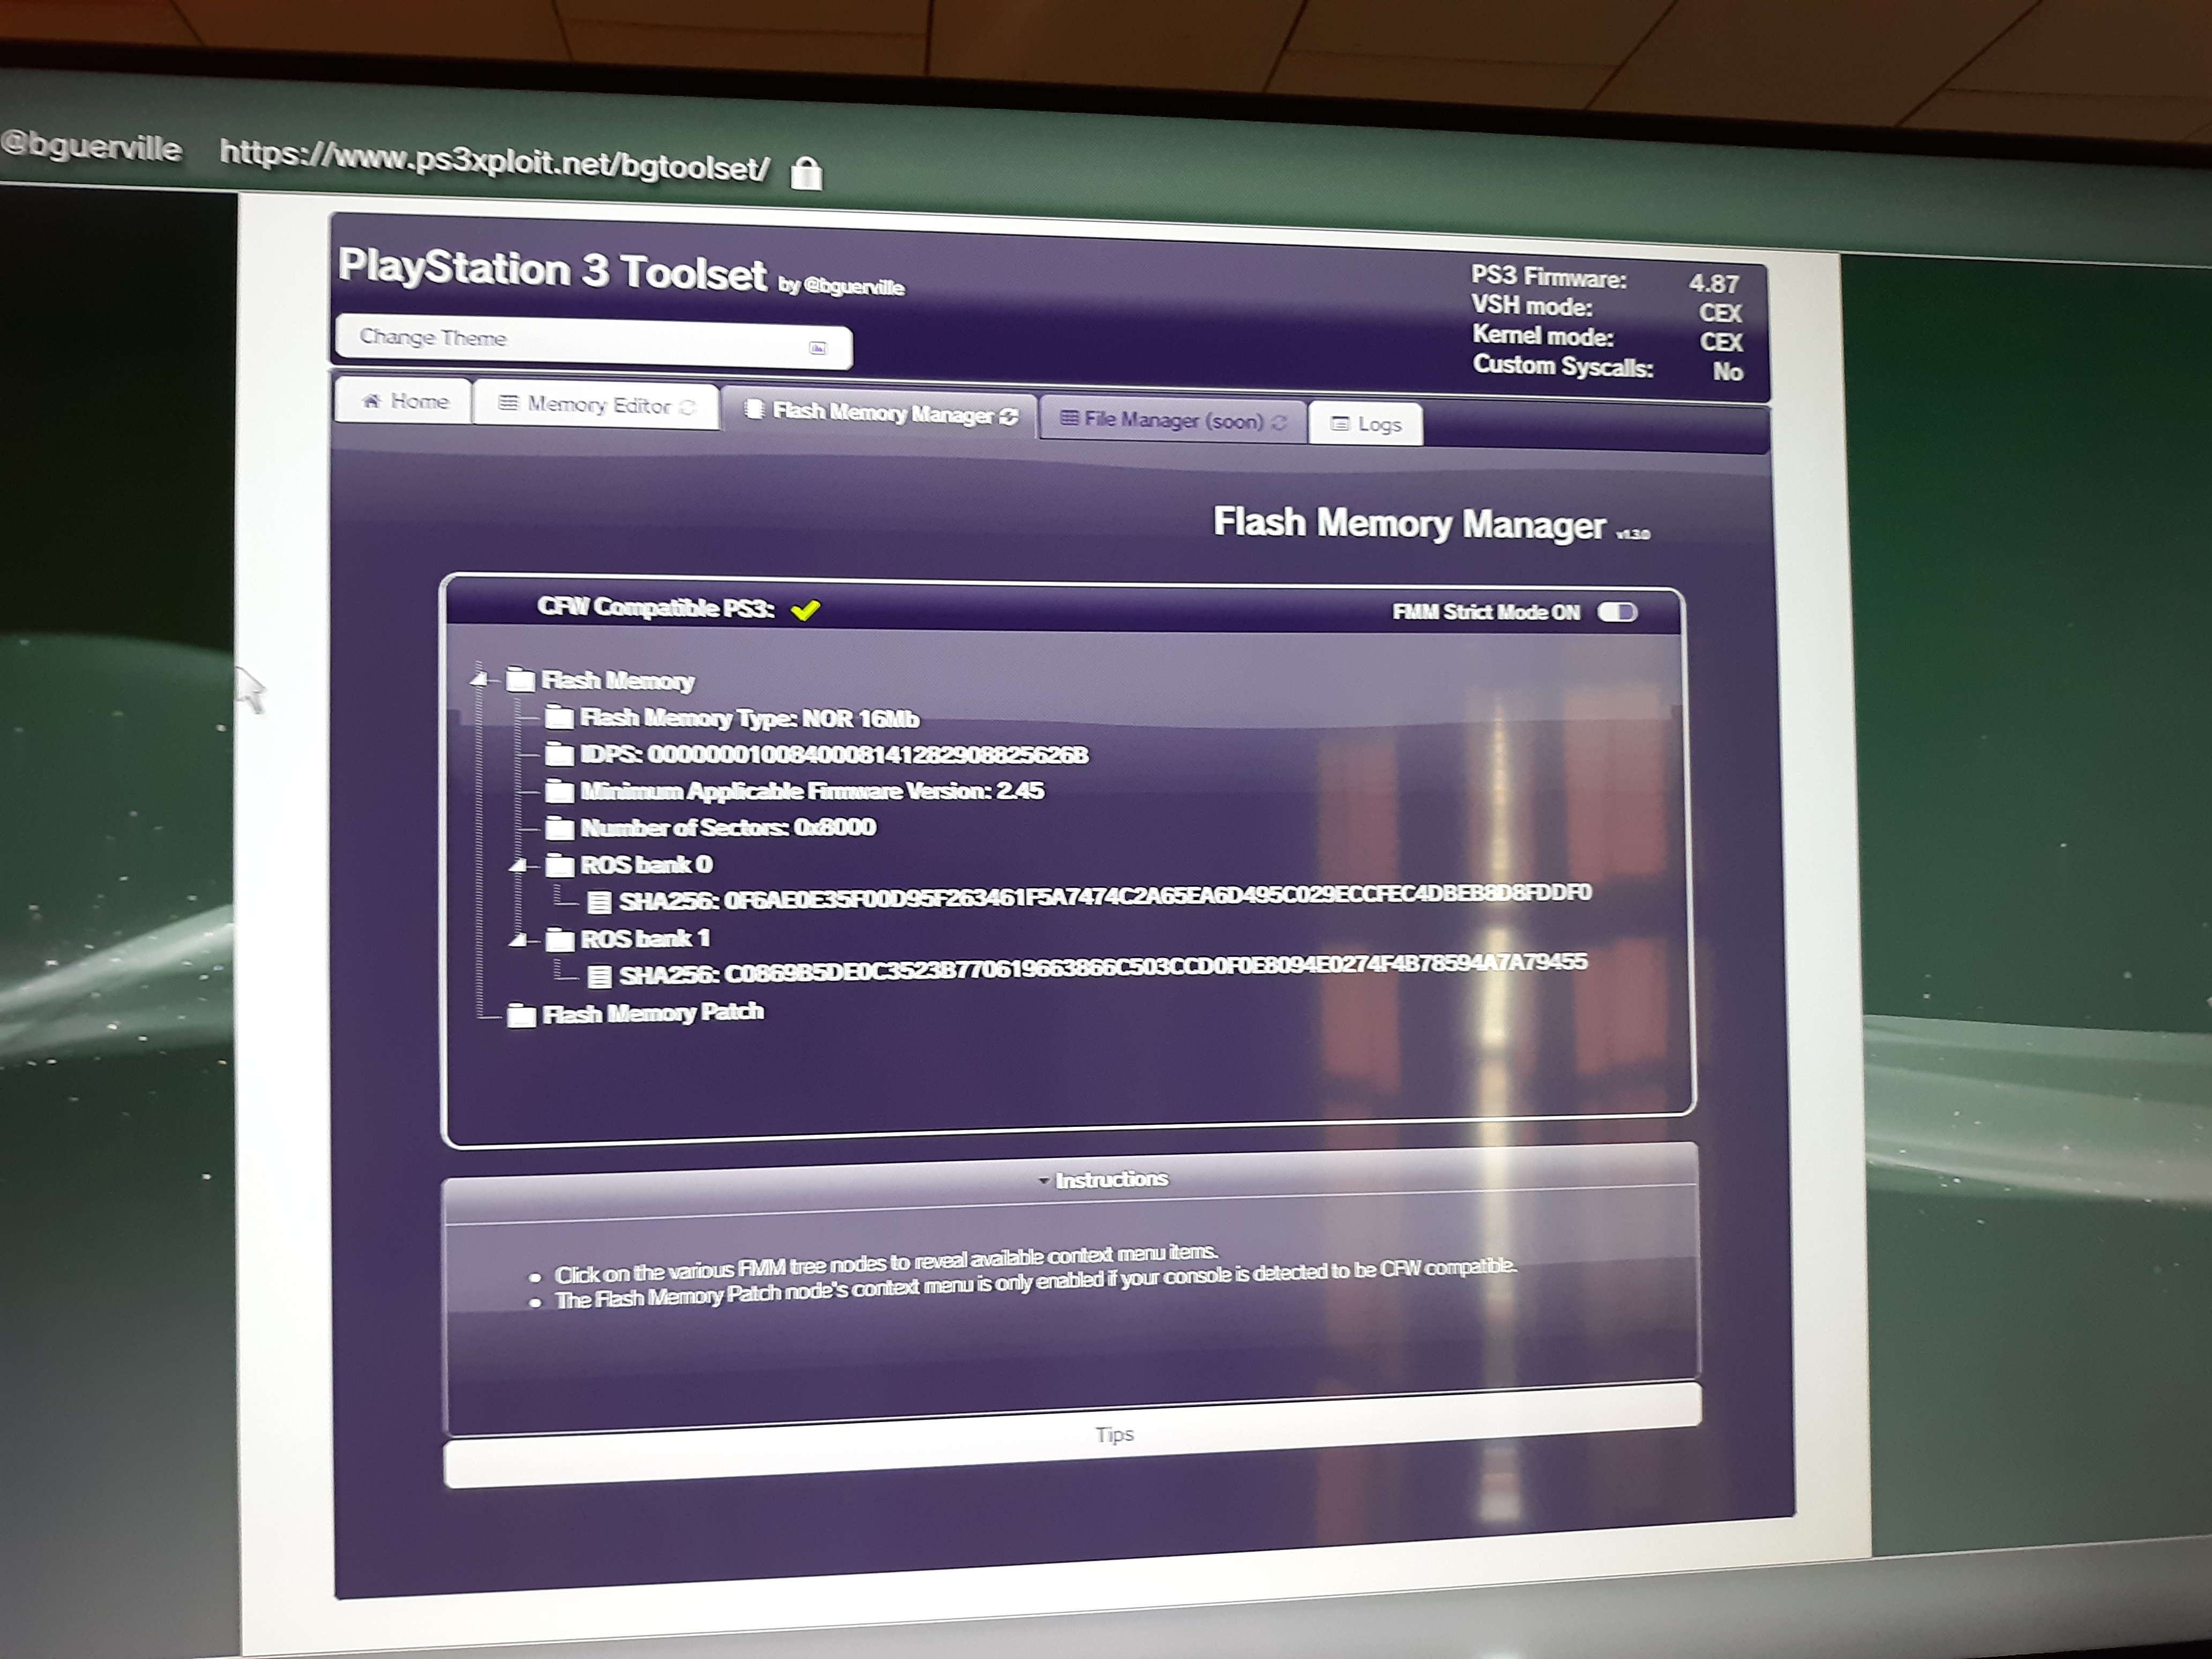 @bguerville https://www.ps3xploit.net/bgtoolset/
PlayStation 3 Toolset by @bguerville
PS3 Firmware: 4.87
VSH mode: CEX
Kernel mode: CEX
Custom Syscalls: No
Change Theme
Home
Memory Editor
Flash Memory Manager
File Manager (soon)
Logs
Flash Memory Manager v1.3.0
CFW Compatible PS3:
FMM Strict Mode ON
Flash Memory
Flash Memory Type: NOR 16Mb
IDPS: 0000000100840008141282908825626B
Minimum Applicable Firmware Version: 2.45
Number of Sectors: 0x8000
ROS bank 0
SHA256: 0F6AE0E35F00D95F263461F5A7474C2A65EA6D495C029ECCFEC4DBEB8D8FDDF0
ROS bank 1
SHA256: C0869B5DE0C3523B770619663866C503CCD0F0E8094E0274F4B78594A7A79455
Flash Memory Patch
Instructions
Click on the various FMM tree nodes to reveal available context menu items.
The Flash Memory Patch node's context menu is only enabled if your console is detected to be CFW compatible.
Tips